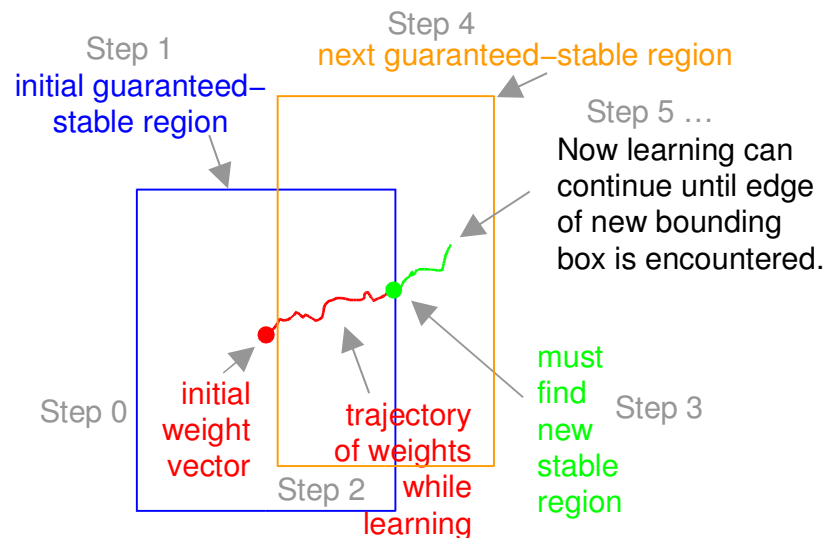 Step 1
initial guaranteed–
stable region
Step 4
next guaranteed–stable region
Step 5 ...
Now learning can
continue until edge
of new bounding
box is encountered.
Step 0
initial
weight
vector
trajectory
of weights
while
learning
Step 2
must
find
new
stable
region
Step 3